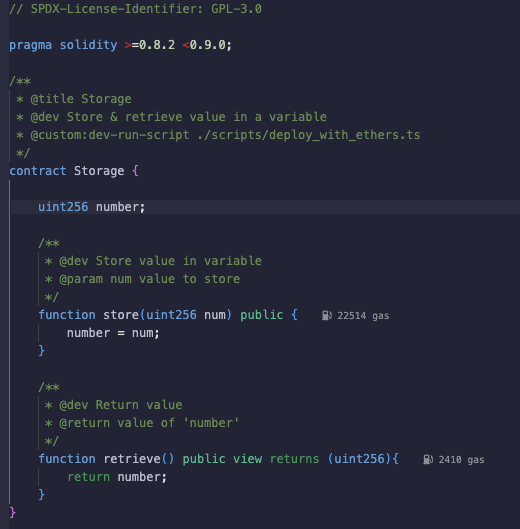 // SPDX-License-Identifier: GPL-3.0
pragma solidity >=0.8.2 <0.9.0;
/**
 * @title Storage
 * @dev Store & retrieve value in a variable
 * @custom:dev-run-script ./scripts/deploy_with_ethers.ts
 */
contract Storage {
    uint256 number;
    /**
     * @dev Store value in variable
     * @param num value to store
     */
    function store(uint256 num) public {    22514 gas
        number = num;
    }
    /**
     * @dev Return value
     * @return value of 'number'
     */
    function retrieve() public view returns (uint256){    2410 gas
        return number;
    }
}